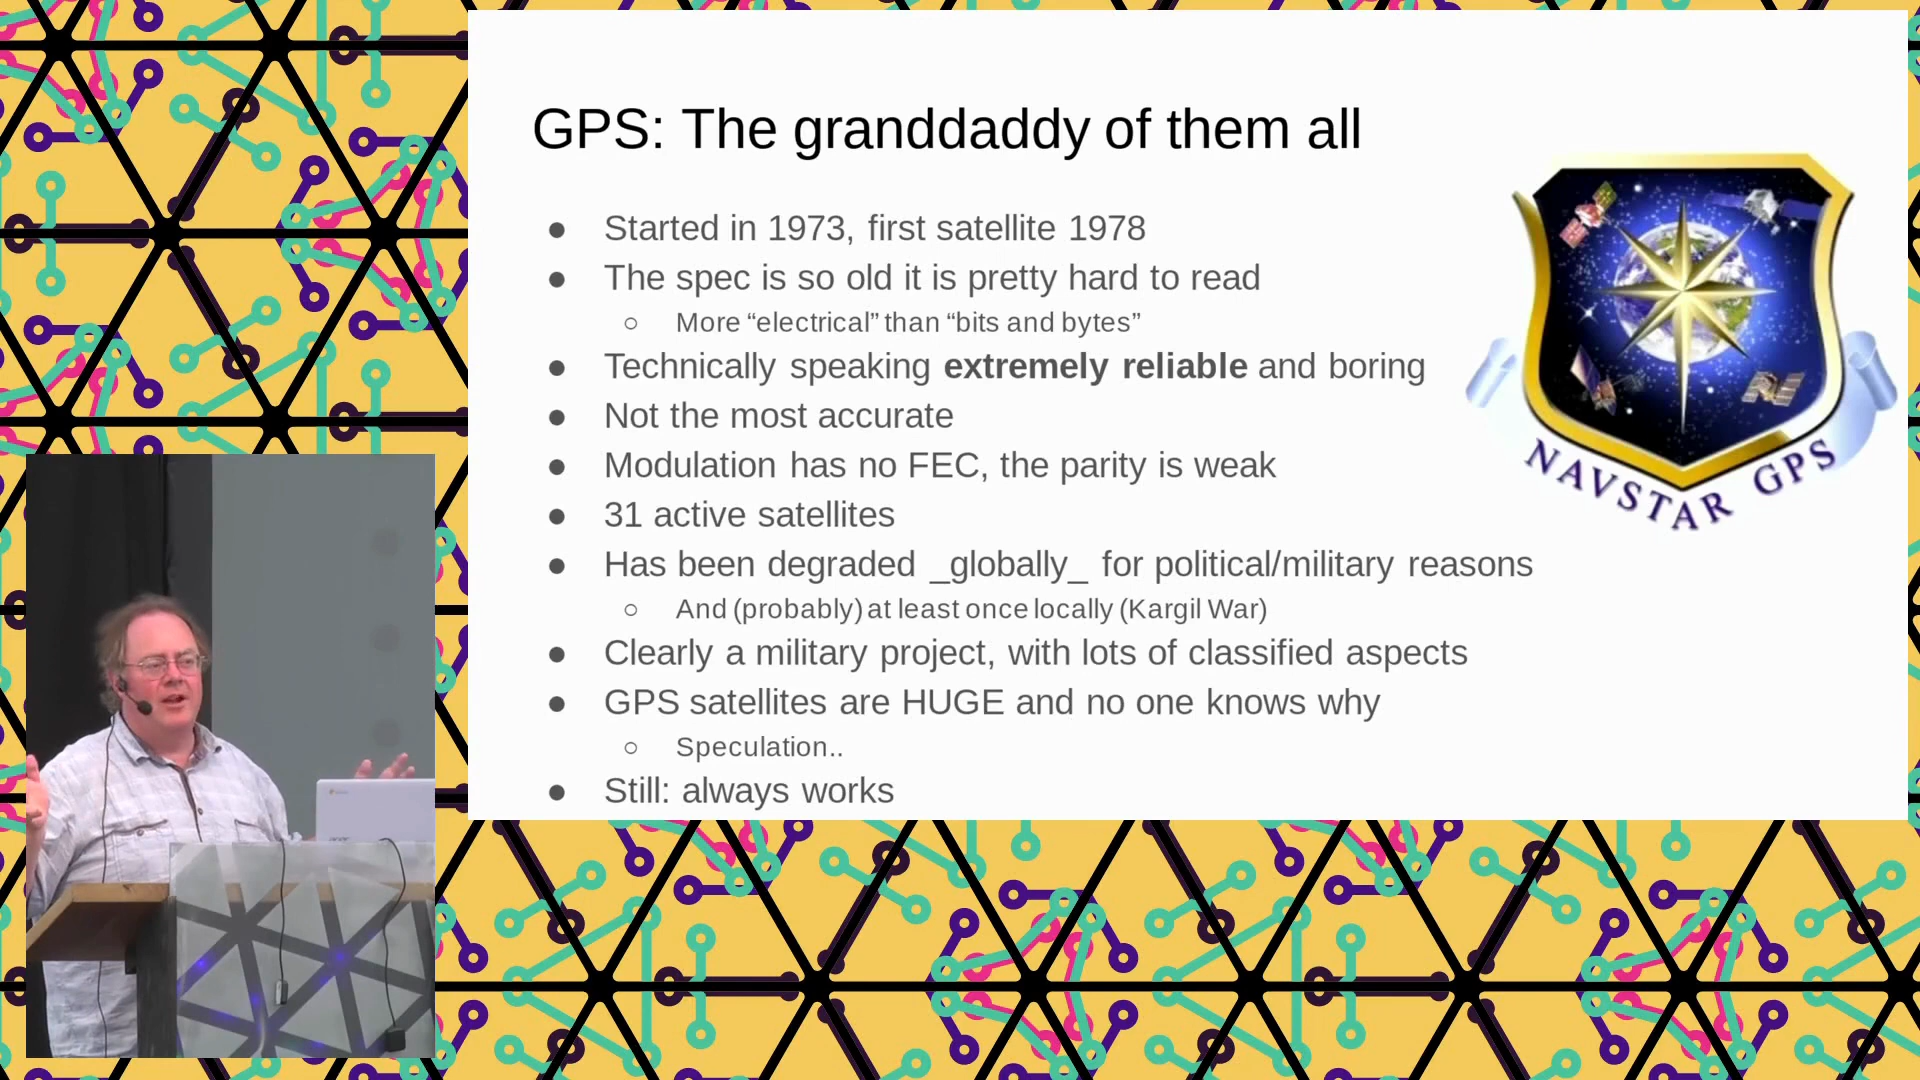 GPS: The granddaddy of them all
● Started in 1973, first satellite 1978
● The spec is so old it is pretty hard to read
○ More “electrical” than “bits and bytes”
● Technically speaking extremely reliable and boring
● Not the most accurate
● Modulation has no FEC, the parity is weak
● 31 active satellites
● Has been degraded _globally_ for political/military reasons
○ And (probably) at least once locally (Kargil War)
● Clearly a military project, with lots of classified aspects
● GPS satellites are HUGE and no one knows why
○ Speculation..
● Still: always works
NAVSTAR GPS